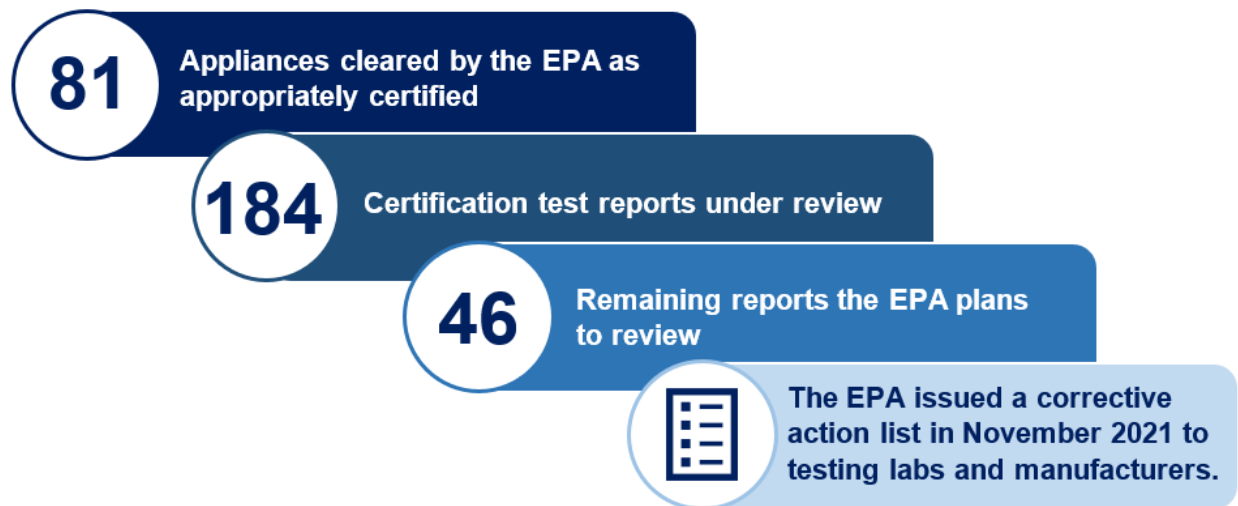 81
Appliances cleared by the EPA as
appropriately certified
184
Certification test reports under review
46
Remaining reports the EPA plans
to review
The EPA issued a corrective
action list in November 2021 to
testing labs and manufacturers.